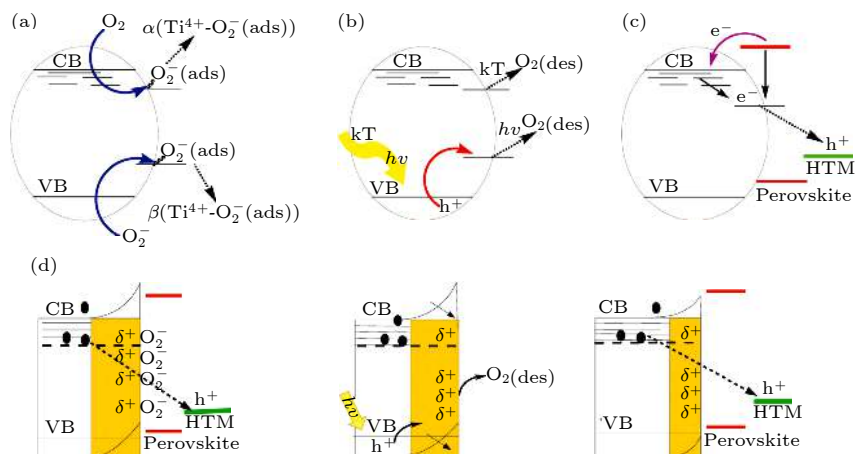 (a)
O₂
α(Ti⁴⁺-O₂⁻(ads))
CB
O₂⁻(ads)
O₂⁻(ads)
VB
β(Ti⁴⁺-O₂⁻(ads))
O₂⁻
(b)
CB
kT
O₂(des)
kT
hν
hν
O₂(des)
VB
h⁺
(c)
e⁻
CB
e⁻
h⁺
HTM
VB
Perovskite
(d)
CB
δ⁺ O₂⁻
δ⁺ O₂⁻
δ⁺ O₂⁻
δ⁺ O₂⁻
h⁺
HTM
VB
Perovskite
CB
δ⁺
δ⁺
δ⁺
δ⁺
O₂(des)
hν
VB
h⁺
CB
δ⁺
δ⁺
δ⁺
δ⁺
h⁺
HTM
VB
Perovskite